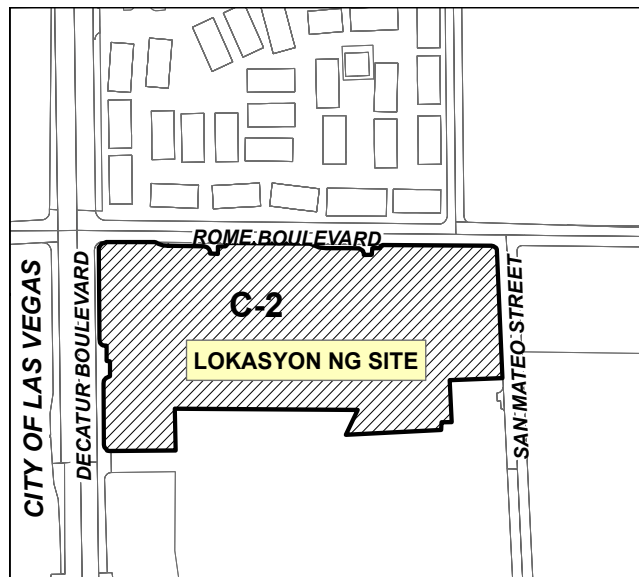 ROME BOULEVARD
C-2
LOKASYON NG SITE
CITY OF LAS VEGAS
DECATUR BOULEVARD
SAN MATEO STREET